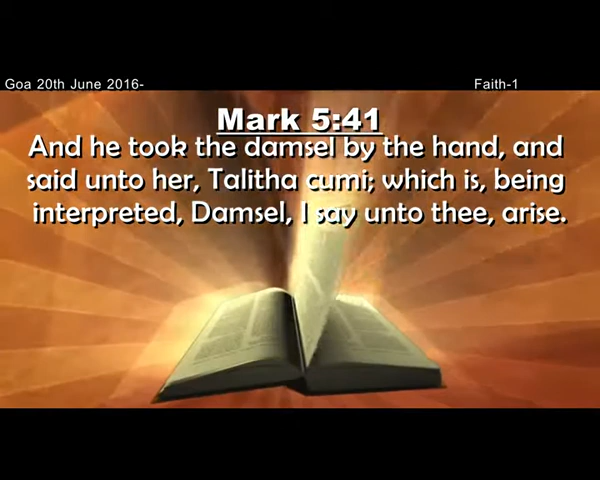 Goa 20th June 2016-
Faith-1
Mark 5:41
And he took the damsel by the hand, and
said unto her, Talitha cumi; which is, being
interpreted, Damsel, I say unto thee, arise.